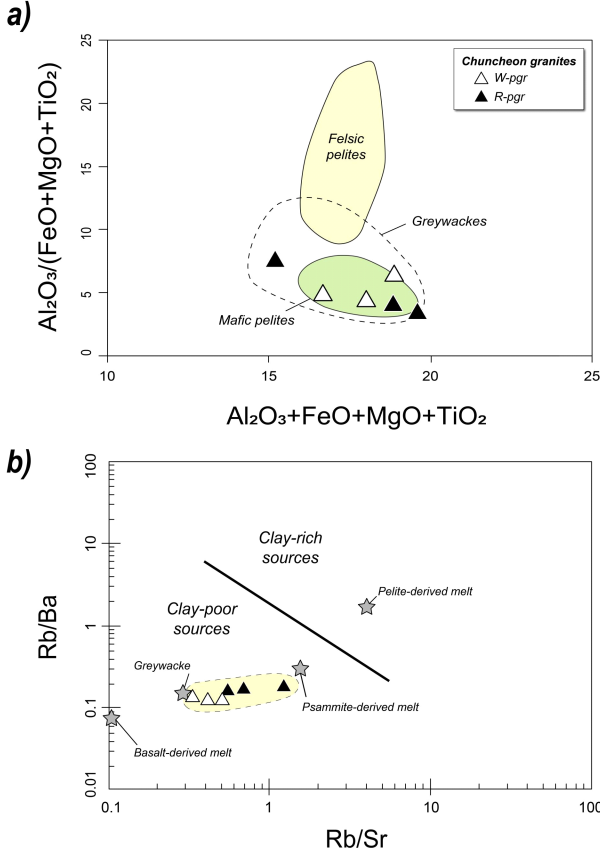 a)
Al₂O₃/(FeO+MgO+TiO₂)
25
20
15
10
5
0
Chuncheon granites
W-pgr
R-pgr
Felsic
pelites
Greywackes
Mafic pelites
10
15
20
25
Al₂O₃+FeO+MgO+TiO₂
b)
Rb/Ba
100
10
1
0.1
0.01
Clay-rich
sources
Pelite-derived melt
Clay-poor
sources
Greywacke
Psammite-derived melt
Basalt-derived melt
0.1
1
10
100
Rb/Sr